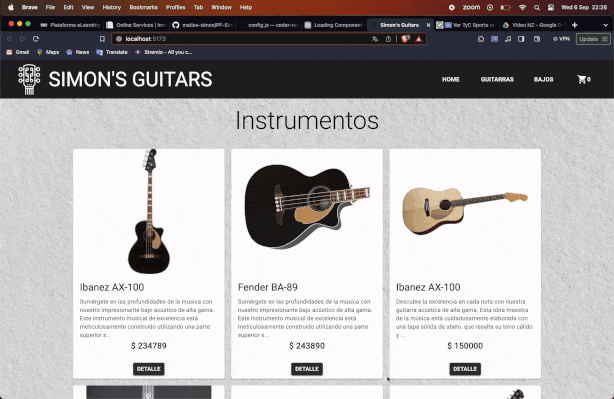 Brave File Edit View History Bookmarks Profiles Tab Window Help
zoom
Wed 6 Sep 22:26
Plataforma eLearning
Online Services | Ins
matias-simon/PF-Si
config.js — coder-n
Loading Component
Simon's Guitars
Ver TyC Sports e
Video NZ - Google D
localhost:5173
VPN
Update
Gmail Maps YouTube News Translate Stremio - All you c...
SIMON'S GUITARS
HOME GUITARRAS BAJOS 0
Instrumentos
Ibanez AX-100
Sumérgete en las profundidades de la música con
nuestro impresionante bajo acústico de alta gama.
Este instrumento musical de excelencia está
meticulosamente construido utilizando una parte
superior s...
$ 234789
DETALLE
Fender BA-89
Sumérgete en las profundidades de la música con
nuestro impresionante bajo acústico de alta gama.
Este instrumento musical de excelencia está
meticulosamente construido utilizando una parte
superior s...
$ 243890
DETALLE
Ibanez AX-100
Descubre la excelencia en cada nota con nuestra
guitarra acústica de alta gama. Esta obra maestra
de la música está cuidadosamente elaborada con
una tapa sólida de abeto, que resalta su tono cálido
y ...
$ 150000
DETALLE